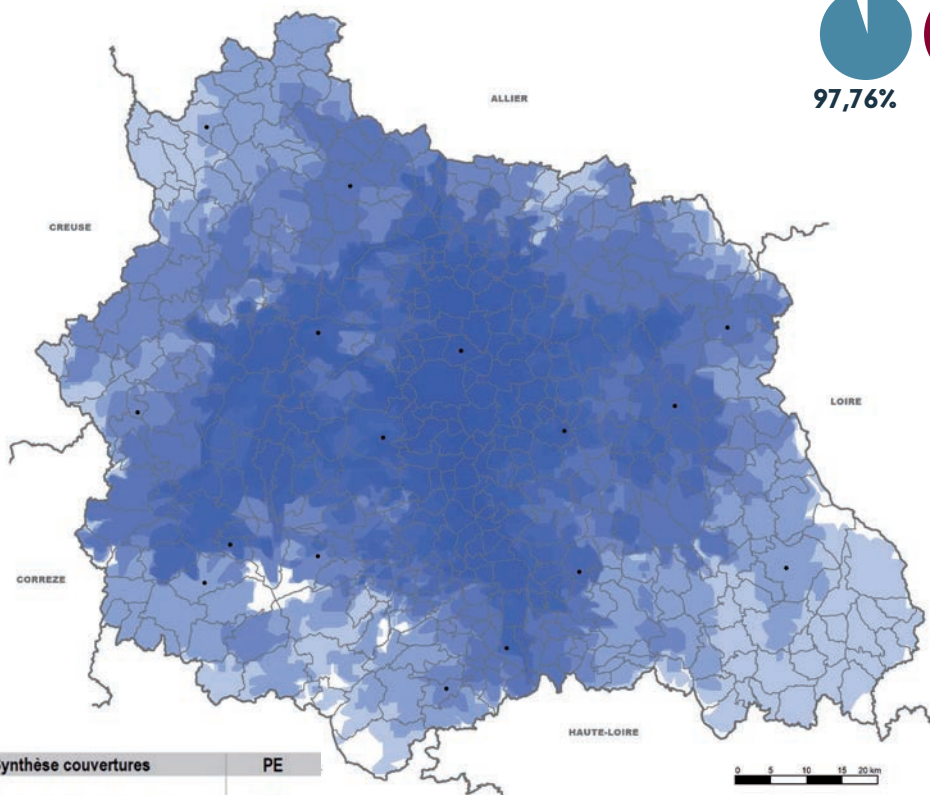 97,76%
ALLIER
CREUSE
LOIRE
CORREZE
HAUTE-LOIRE
ynthèse couvertures PE
0 5 10 15 20 km